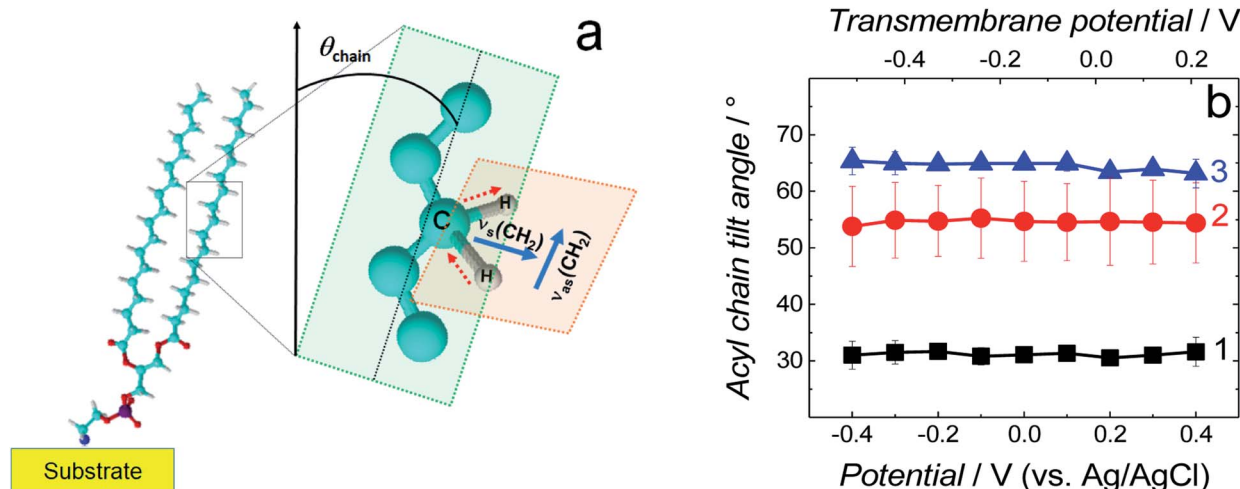 a
θchain
C
H
H
νs(CH2)
νas(CH2)
Substrate
Transmembrane potential / V
-0.4 -0.2 0.0 0.2
b
Acyl chain tilt angle / °
70
60
50
40
30
3
2
1
-0.4 -0.2 0.0 0.2 0.4
Potential / V (vs. Ag/AgCl)